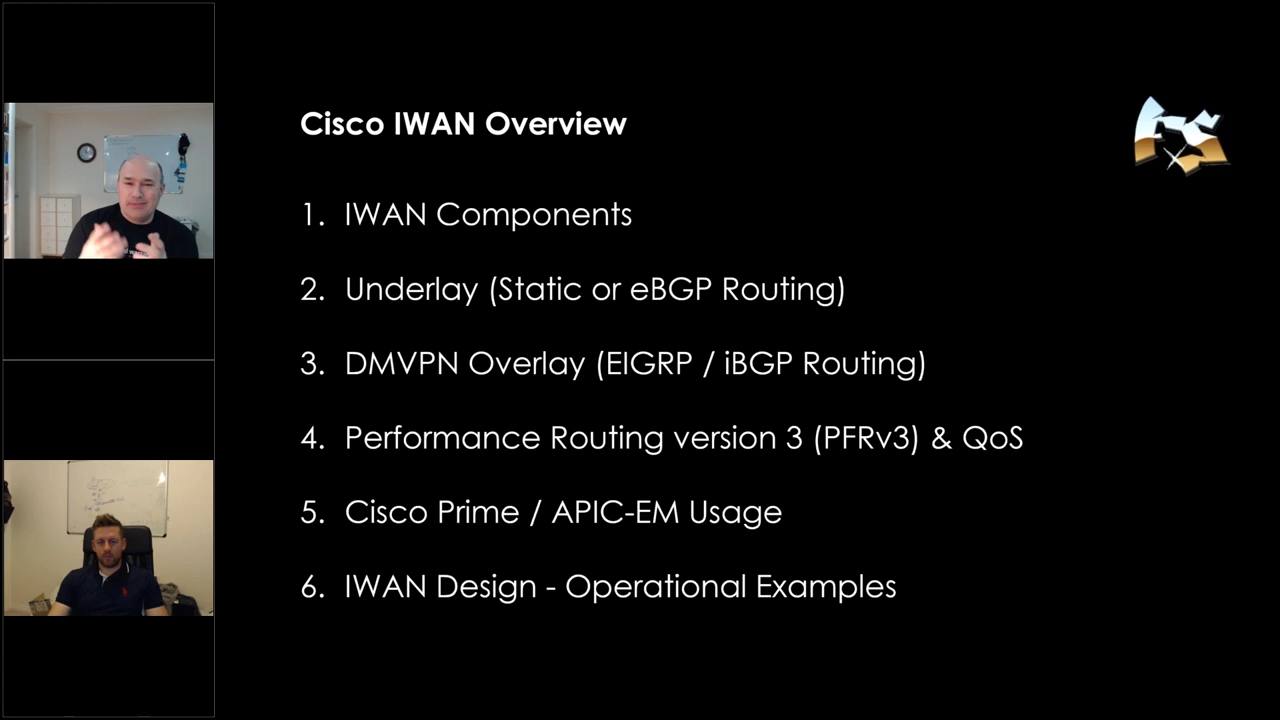 Cisco IWAN Overview
1. IWAN Components
2. Underlay (Static or eBGP Routing)
3. DMVPN Overlay (EIGRP / iBGP Routing)
4. Performance Routing version 3 (PFRv3) & QoS
5. Cisco Prime / APIC-EM Usage
6. IWAN Design - Operational Examples